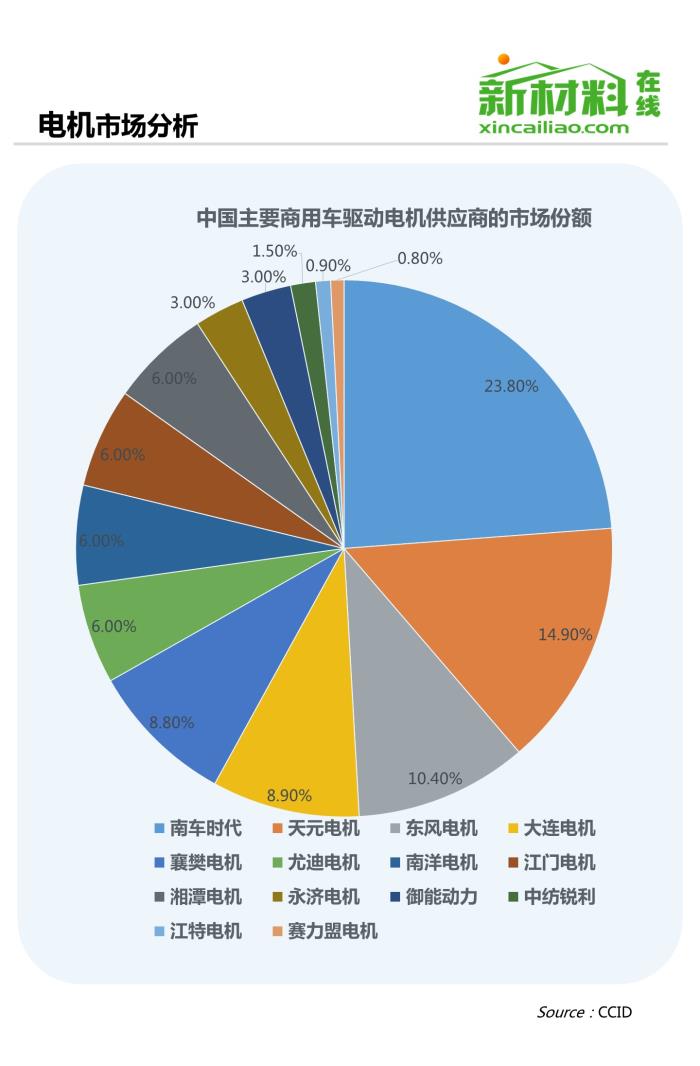 新材料在线
xincailiao.com
电机市场分析
中国主要商用车驱动电机供应商的市场份额
1.50%
0.90%
0.80%
3.00%
3.00%
6.00%
23.80%
6.00%
6.00%
6.00%
14.90%
8.80%
10.40%
8.90%
南车时代 天元电机 东风电机 大连电机
襄樊电机 尤迪电机 南洋电机 江门电机
湘潭电机 永济电机 御能动力 中纺锐利
江特电机 赛力盟电机
Source：CCID